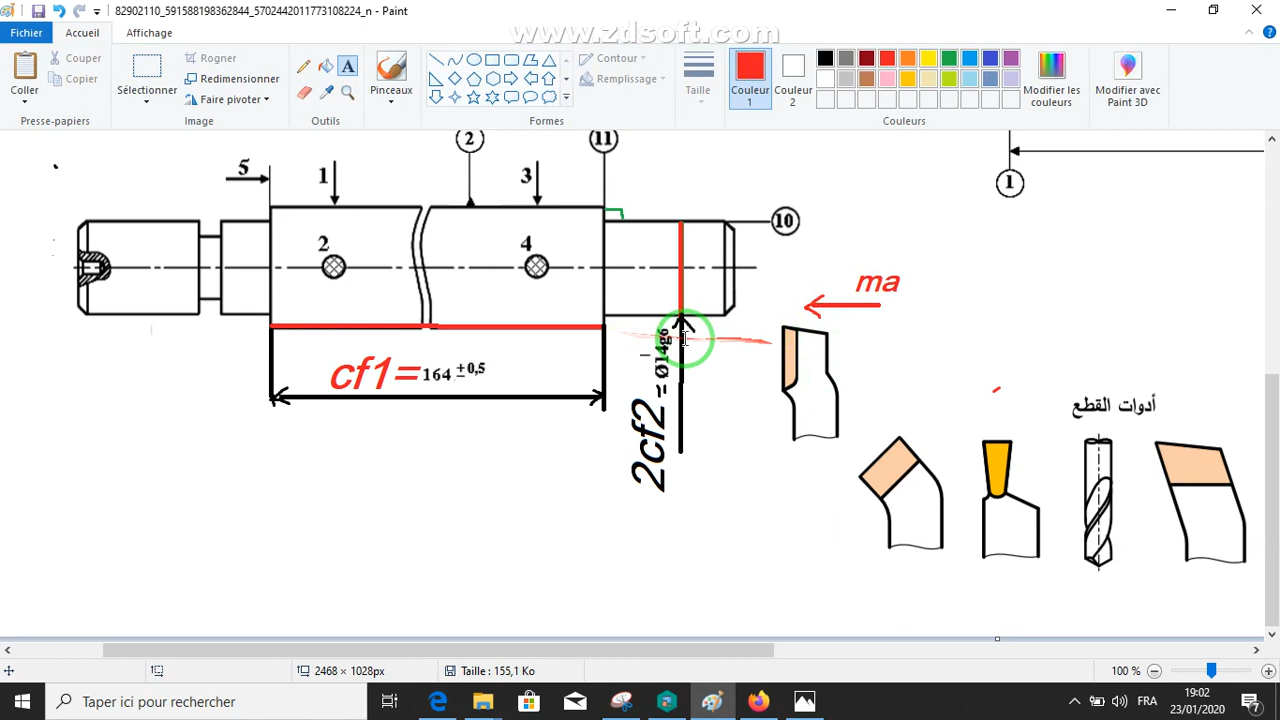 82902110_591588198362844_5702442011773108224_n - Paint
www.zdsoft.com
Fichier Accueil Affichage
Coller
Couper
Copier
Presse-papiers
Sélectionner
Rogner
Redimensionner
Faire pivoter
Image
A
Outils
Pinceaux
Contour
Remplissage
Formes
Taille
Couleur 1
Couleur 2
Modifier les couleurs
Couleurs
Modifier avec Paint 3D
2 11
5 1 3
1
10
2 4
ma
cf1= 164 ± 0,5
2cf2 = Ø14g6
أدوات القطع
2468 × 1028px
Taille : 155,1 Ko
100 %
Taper ici pour rechercher
FRA
19:02
23/01/2020
7